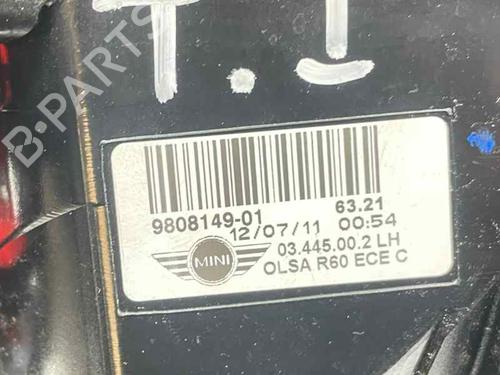 T.I
B-PARTS
9808149-01 63.21
12/07/11 00:54
MINI
03.445.00.2 LH
OLSA R60 ECE C